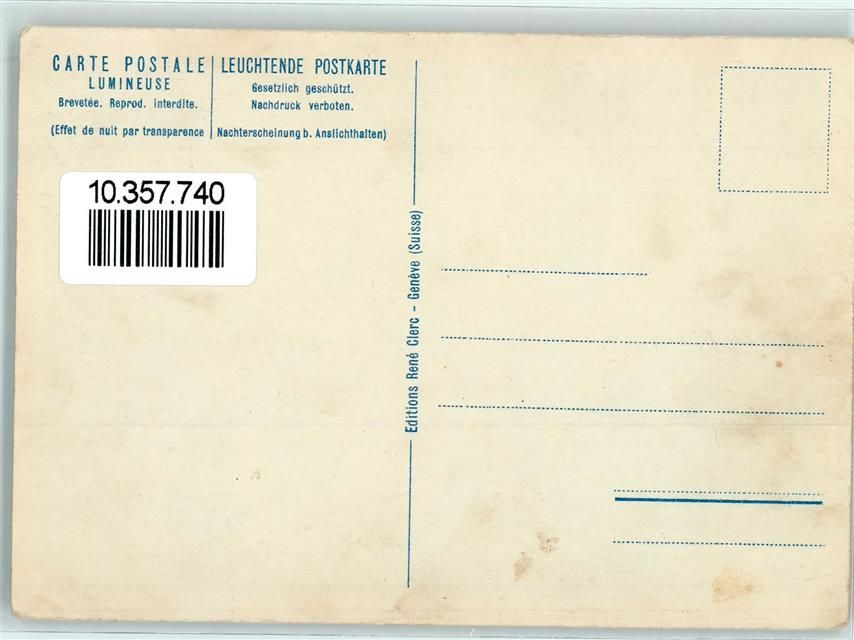 CARTE POSTALE
LUMINEUSE
Brevetée. Reprod. interdite.
(Effet de nuit par transparence
LEUCHTENDE POSTKARTE
Gesetzlich geschützt.
Nachdruck verboten.
Nachterscheinung b. Anslichthalten)
10.357.740
Editions René Clerc - Genève (Suisse)